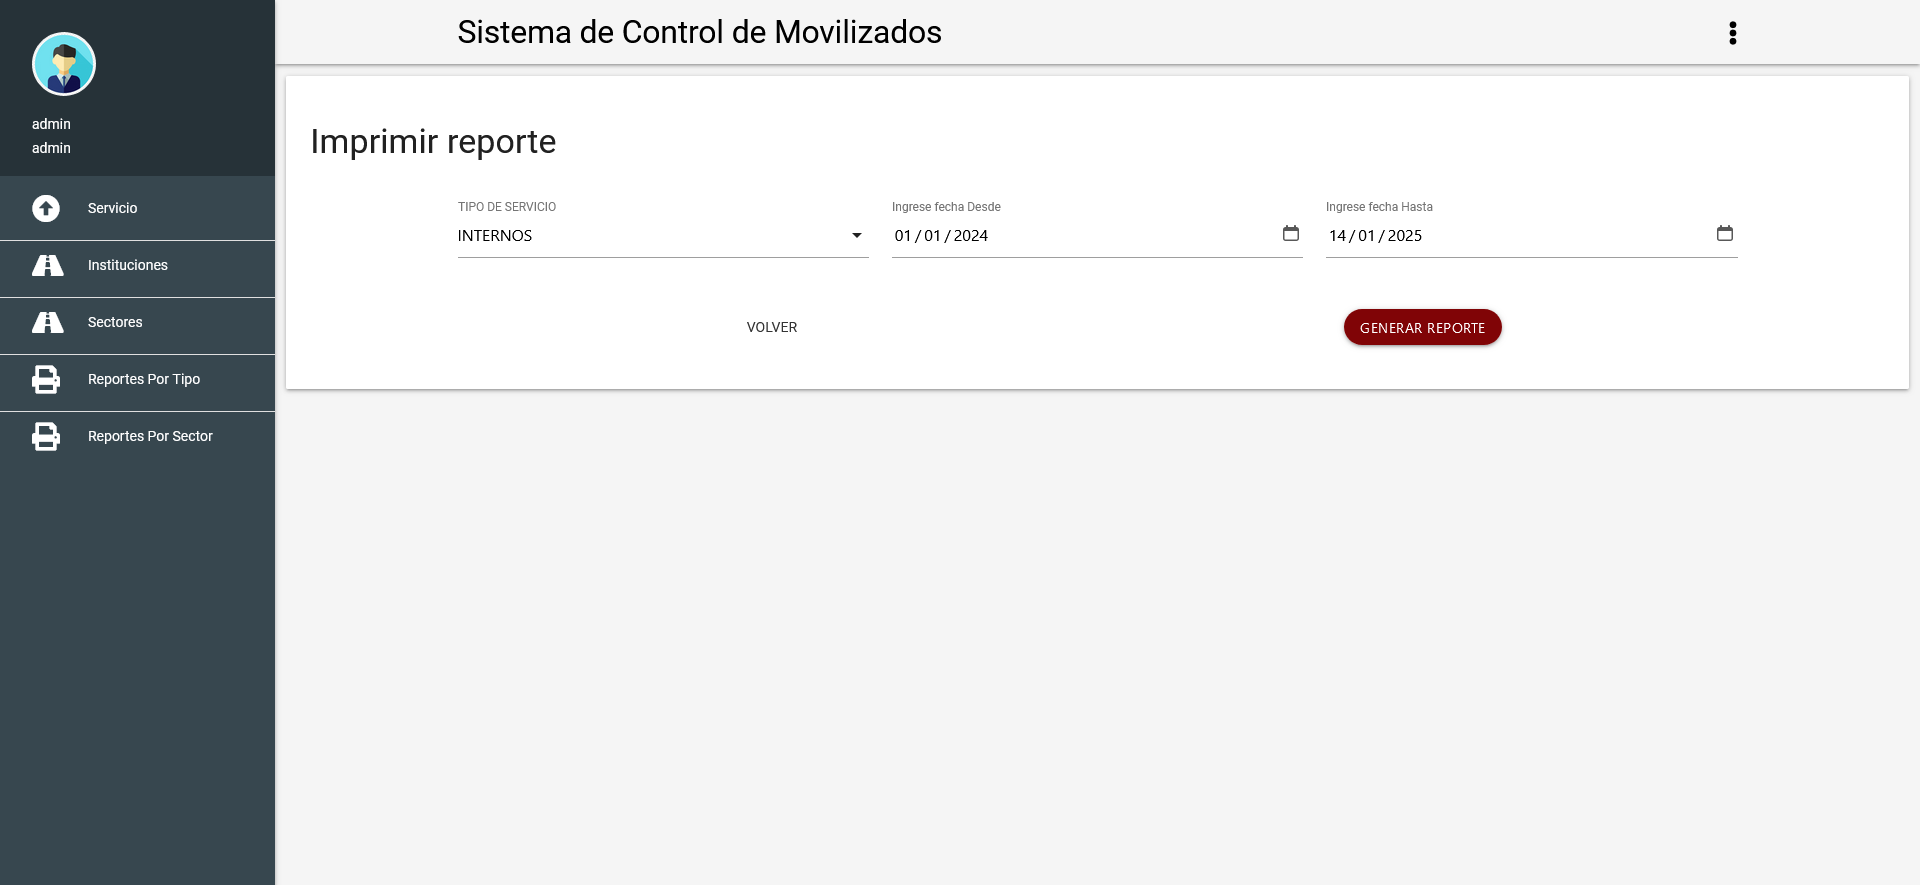 Sistema de Control de Movilizados
admin
admin
Servicio
Instituciones
Sectores
Reportes Por Tipo
Reportes Por Sector
Imprimir reporte
TIPO DE SERVICIO
INTERNOS
Ingrese fecha Desde
01 / 01 / 2024
Ingrese fecha Hasta
14 / 01 / 2025
VOLVER
GENERAR REPORTE